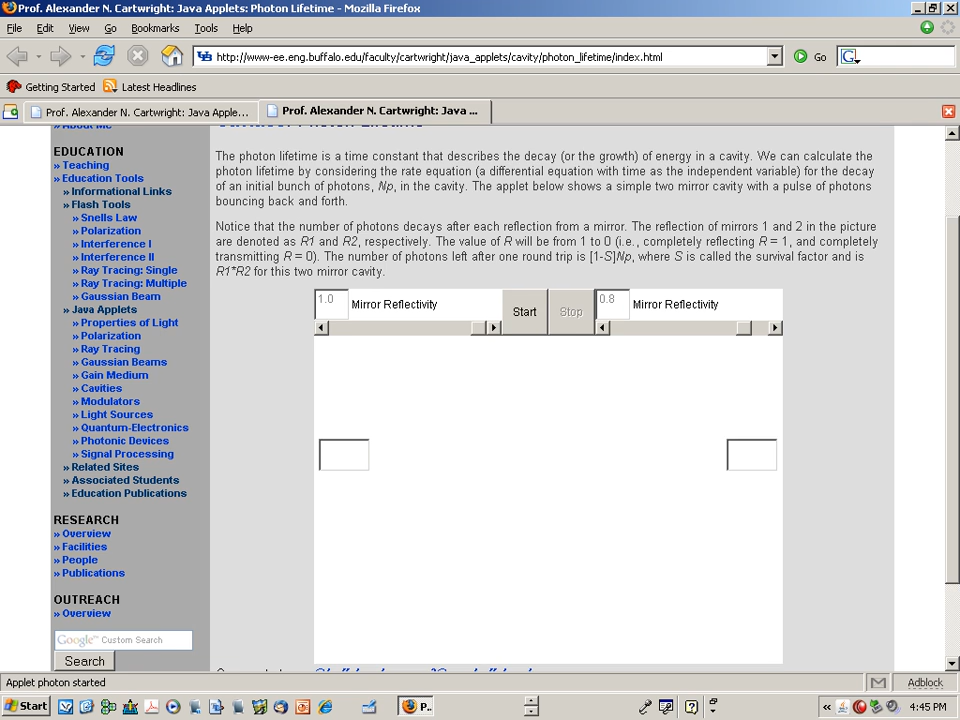 Prof. Alexander N. Cartwright: Java Applets: Photon Lifetime - Mozilla Firefox
File Edit View Go Bookmarks Tools Help
http://www-ee.eng.buffalo.edu/faculty/cartwright/java_applets/cavity/photon_lifetime/index.html
Go
G
Getting Started
Latest Headlines
Prof. Alexander N. Cartwright: Java Apple...
Prof. Alexander N. Cartwright: Java ...
» About Me
EDUCATION
» Teaching
» Education Tools
» Informational Links
» Flash Tools
» Snells Law
» Polarization
» Interference I
» Interference II
» Ray Tracing: Single
» Ray Tracing: Multiple
» Gaussian Beam
» Java Applets
» Properties of Light
» Polarization
» Ray Tracing
» Gaussian Beams
» Gain Medium
» Cavities
» Modulators
» Light Sources
» Quantum-Electronics
» Photonic Devices
» Signal Processing
» Related Sites
» Associated Students
» Education Publications
RESEARCH
» Overview
» Facilities
» People
» Publications
OUTREACH
» Overview
Google™ Custom Search
Search
Photon Lifetime
The photon lifetime is a time constant that describes the decay (or the growth) of energy in a cavity. We can calculate the
photon lifetime by considering the rate equation (a differential equation with time as the independent variable) for the decay
of an initial bunch of photons, Np, in the cavity. The applet below shows a simple two mirror cavity with a pulse of photons
bouncing back and forth.
Notice that the number of photons decays after each reflection from a mirror. The reflection of mirrors 1 and 2 in the picture
are denoted as R1 and R2, respectively. The value of R will be from 1 to 0 (i.e., completely reflecting R = 1, and completely
transmitting R = 0). The number of photons left after one round trip is [1-S]Np, where S is called the survival factor and is
R1*R2 for this two mirror cavity.
1.0 Mirror Reflectivity Start Stop 0.8 Mirror Reflectivity
Applet photon started
Adblock
Start
P..
4:45 PM